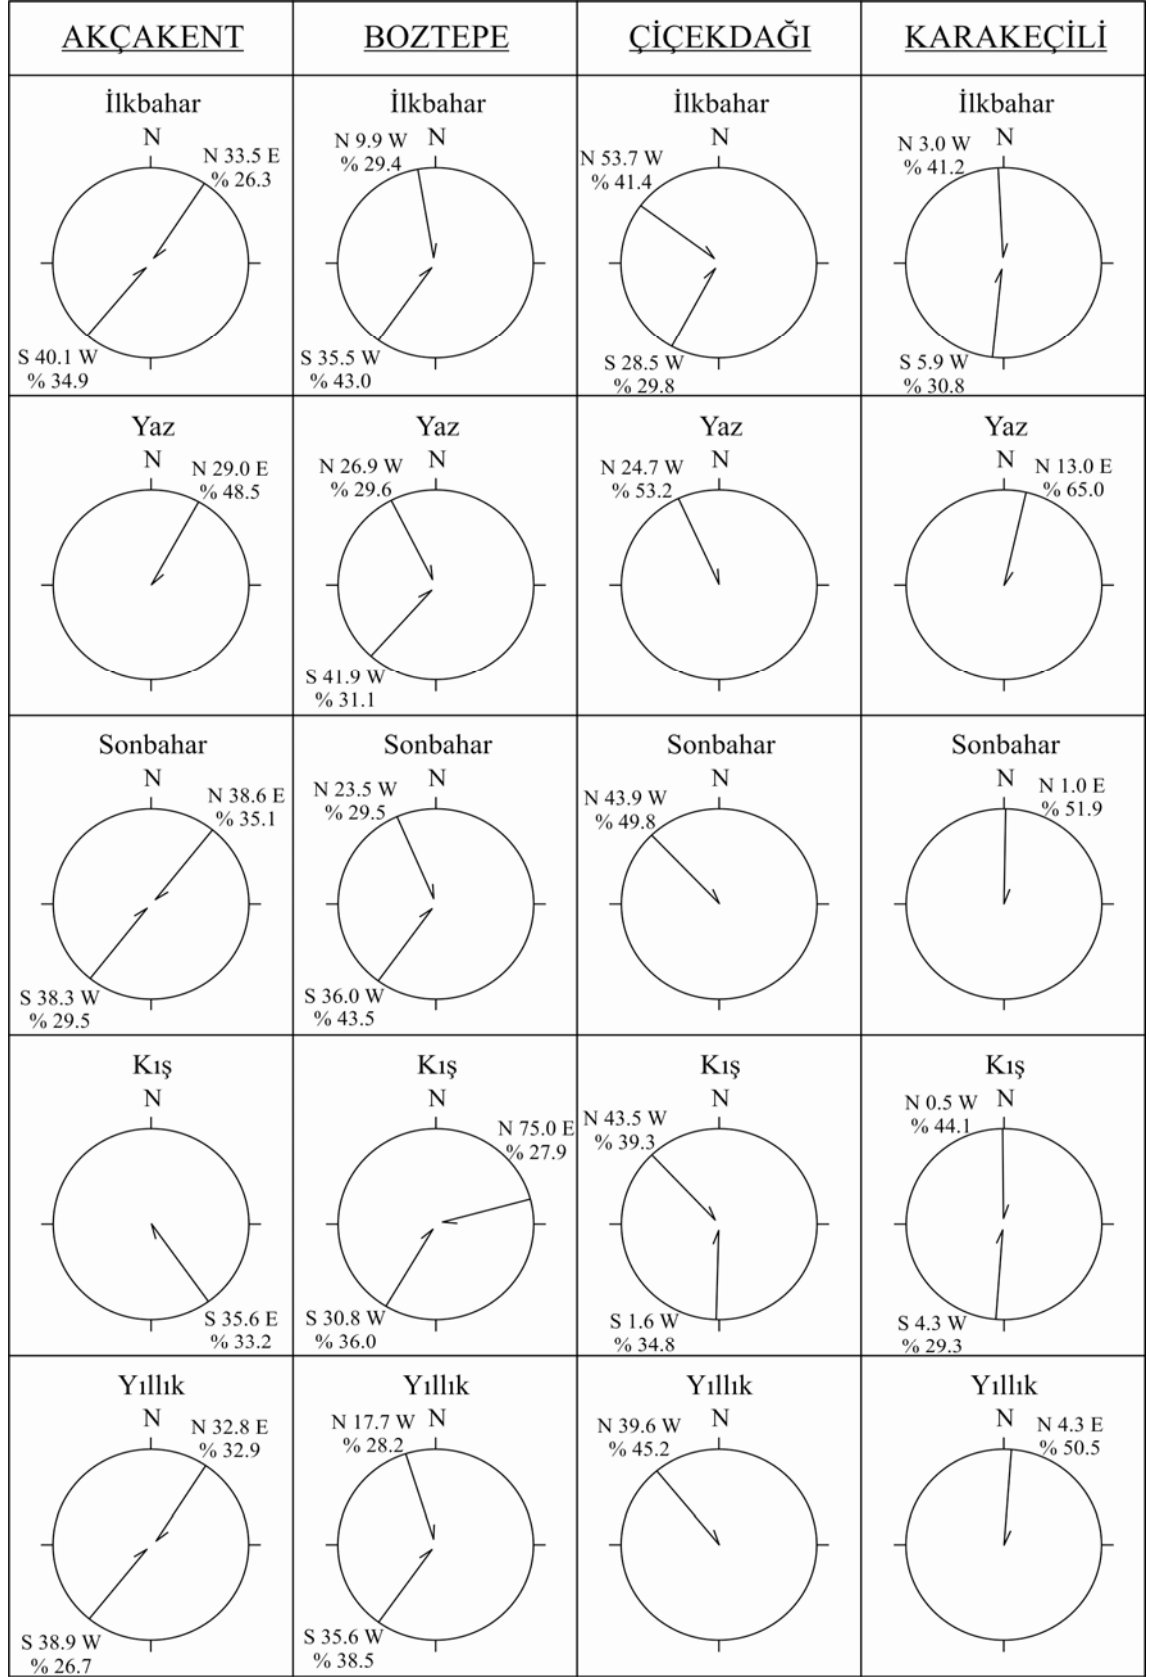 AKÇAKENT
BOZTEPE
ÇİÇEKDAĞI
KARAKEÇİLİ
İlkbahar
N
N 33.5 E
% 26.3
S 40.1 W
% 34.9
İlkbahar
N
N 9.9 W
% 29.4
S 35.5 W
% 43.0
İlkbahar
N
N 53.7 W
% 41.4
S 28.5 W
% 29.8
İlkbahar
N
N 3.0 W
% 41.2
S 5.9 W
% 30.8
Yaz
N
N 29.0 E
% 48.5
Yaz
N
N 26.9 W
% 29.6
S 41.9 W
% 31.1
Yaz
N
N 24.7 W
% 53.2
Yaz
N
N 13.0 E
% 65.0
Sonbahar
N
N 38.6 E
% 35.1
S 38.3 W
% 29.5
Sonbahar
N
N 23.5 W
% 29.5
S 36.0 W
% 43.5
Sonbahar
N
N 43.9 W
% 49.8
Sonbahar
N
N 1.0 E
% 51.9
Kış
N
S 35.6 E
% 33.2
Kış
N
N 75.0 E
% 27.9
S 30.8 W
% 36.0
Kış
N
N 43.5 W
% 39.3
S 1.6 W
% 34.8
Kış
N
N 0.5 W
% 44.1
S 4.3 W
% 29.3
Yıllık
N
N 32.8 E
% 32.9
S 38.9 W
% 26.7
Yıllık
N
N 17.7 W
% 28.2
S 35.6 W
% 38.5
Yıllık
N
N 39.6 W
% 45.2
Yıllık
N
N 4.3 E
% 50.5